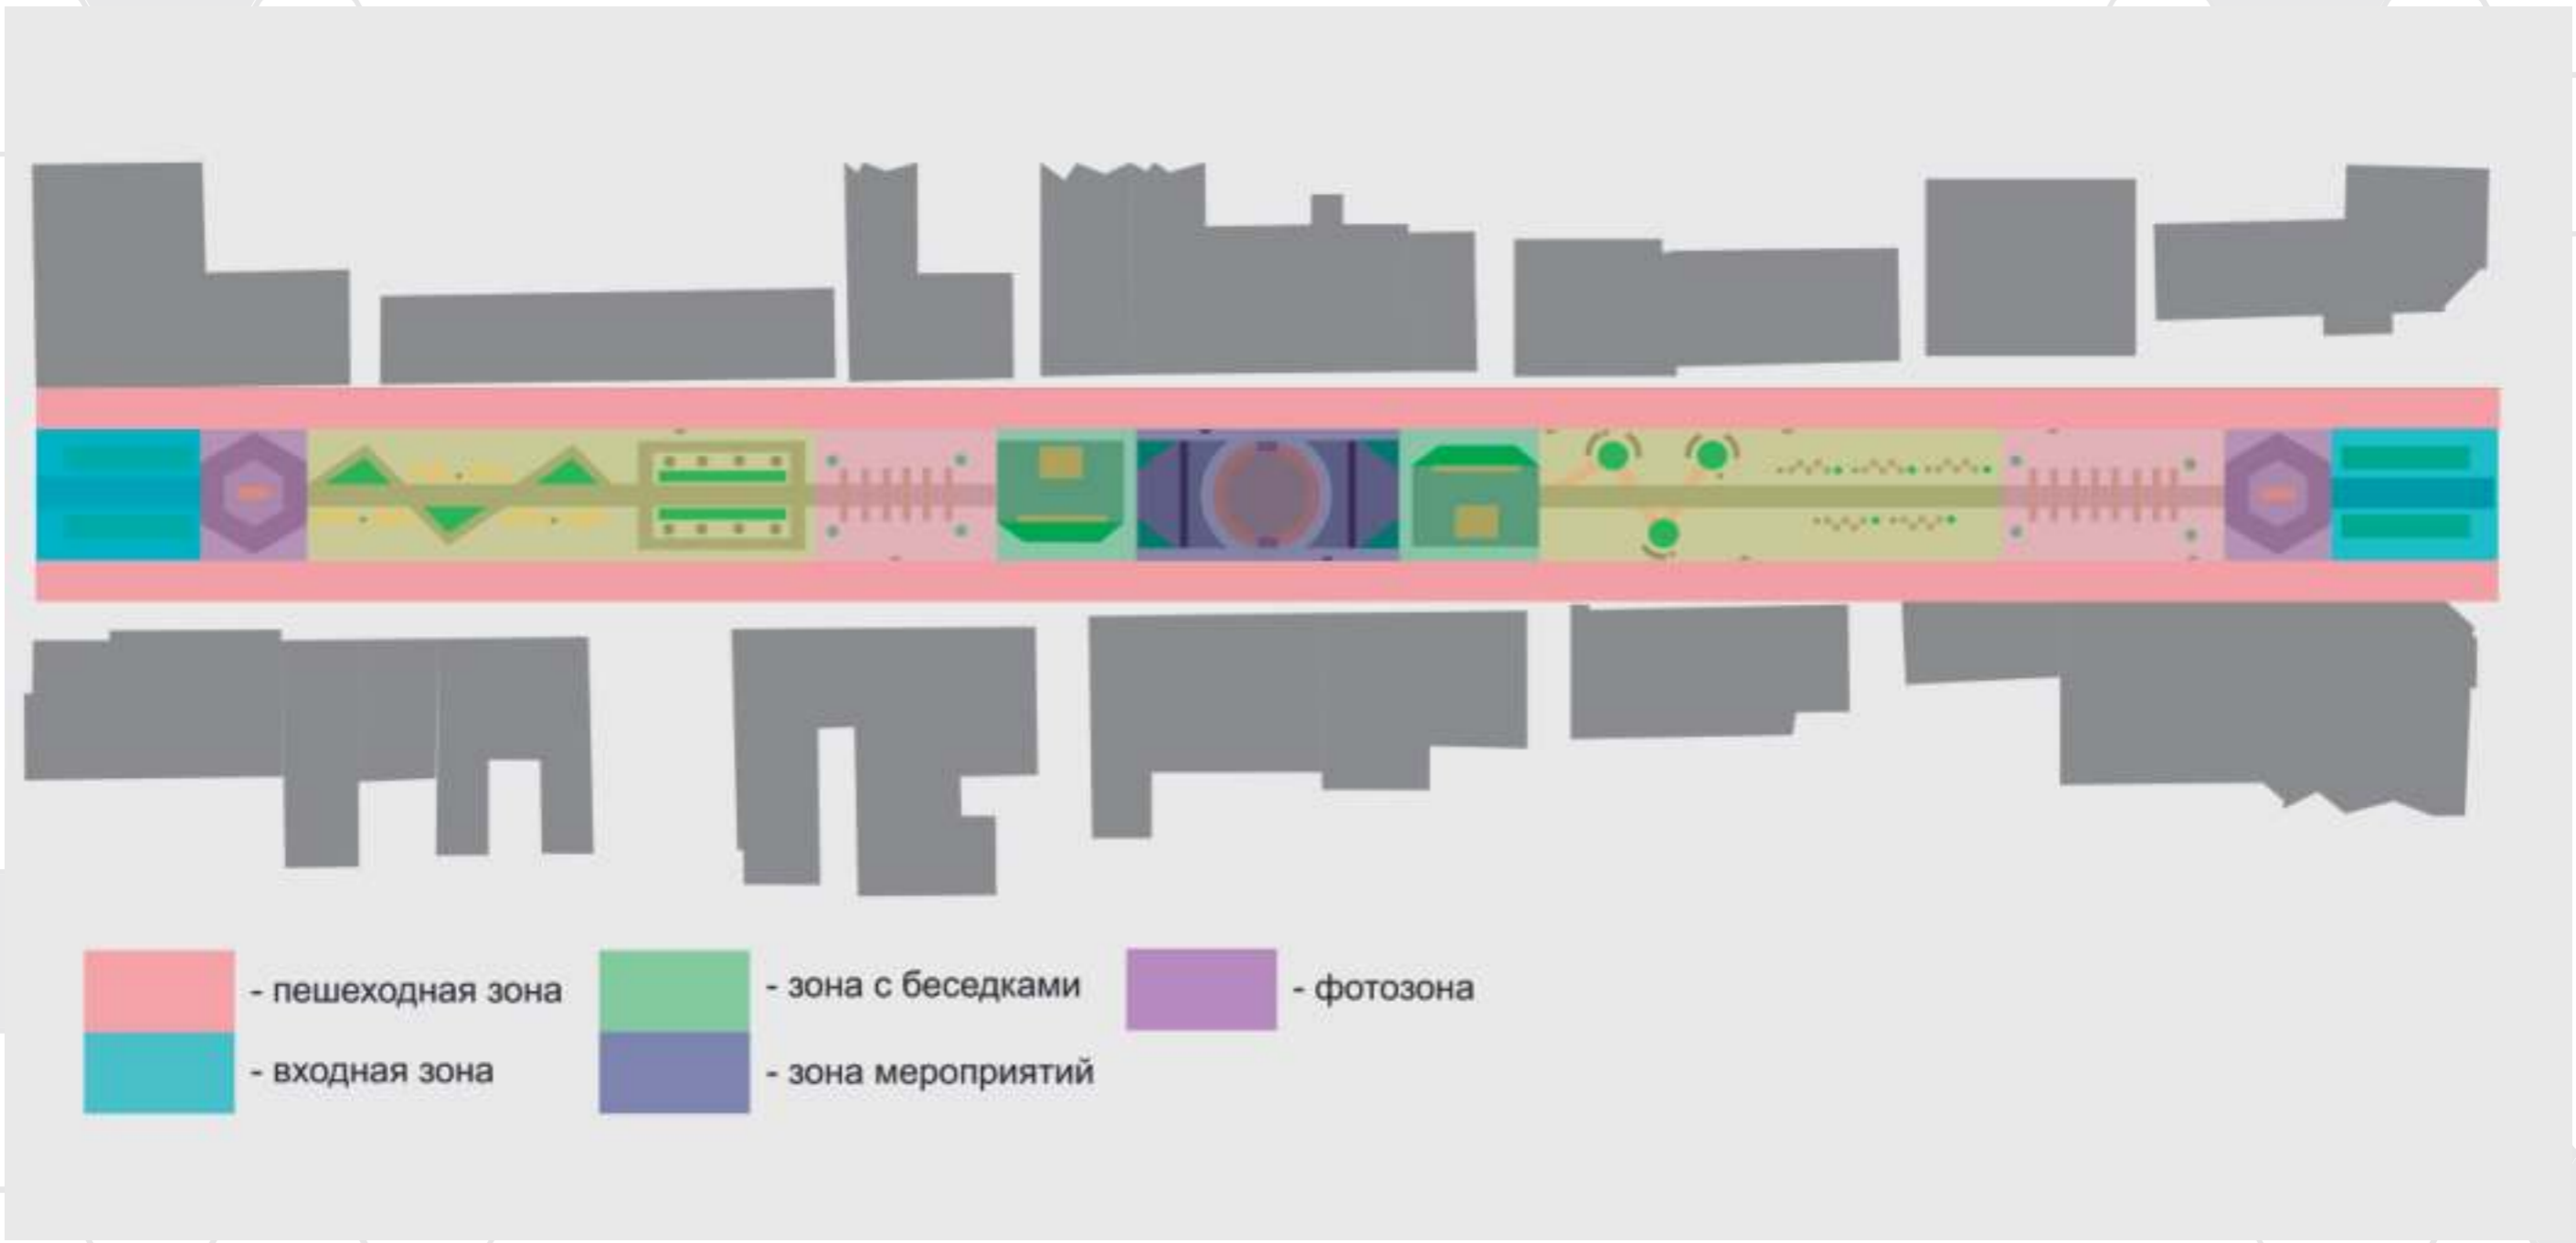 - пешеходная зона
- входная зона
- зона с беседками
- зона мероприятий
- фотозона